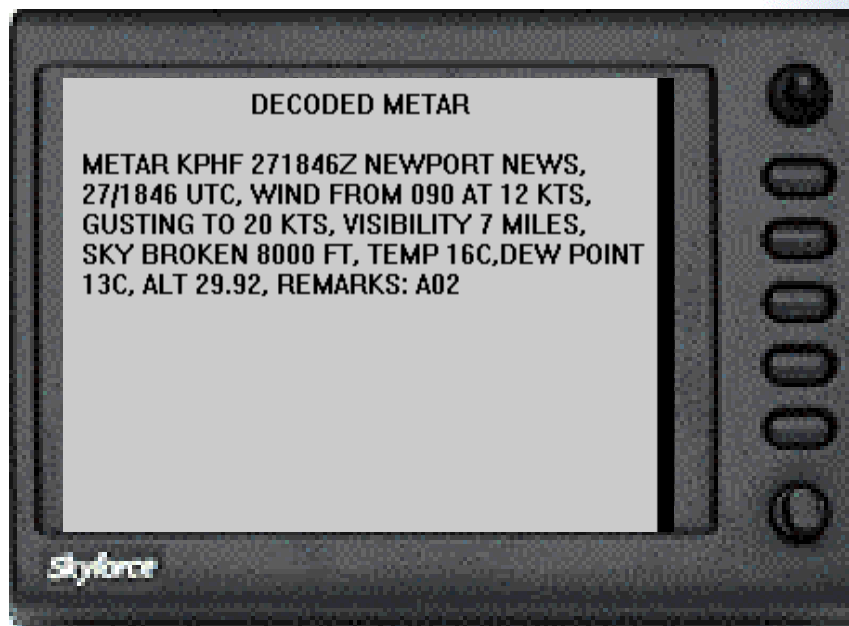 DECODED METAR
METAR KPHF 271846Z NEWPORT NEWS,
27/1846 UTC, WIND FROM 090 AT 12 KTS,
GUSTING TO 20 KTS, VISIBILITY 7 MILES,
SKY BROKEN 8000 FT, TEMP 16C,DEW POINT
13C, ALT 29.92, REMARKS: A02
Skyforce